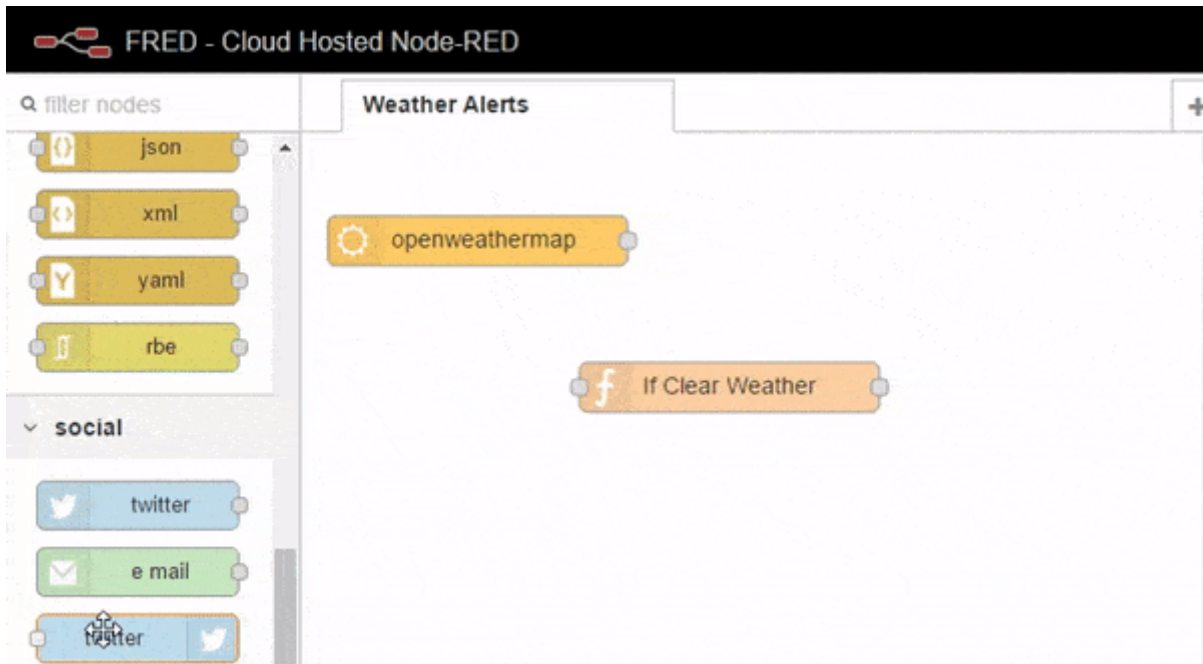 FRED - Cloud Hosted Node-RED
filter nodes
Weather Alerts
+
json
xml
yaml
rbe
social
twitter
e mail
twitter
openweathermap
If Clear Weather